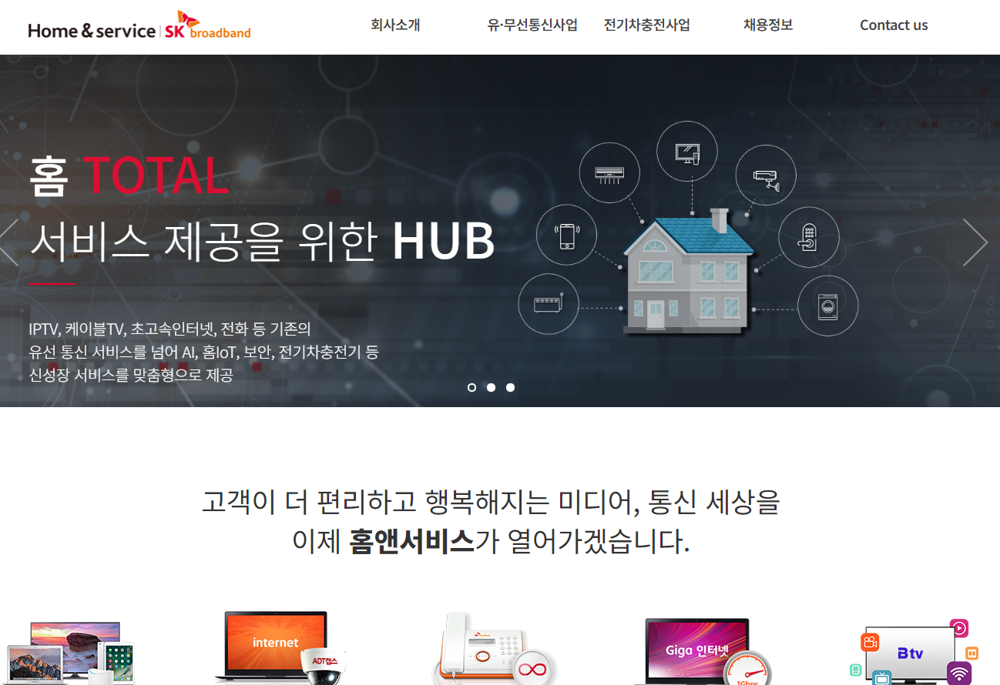 Home & service SK broadband
회사소개 유·무선통신사업 전기차충전사업 채용정보 Contact us
홈 TOTAL
서비스 제공을 위한 HUB
IPTV, 케이블TV, 초고속인터넷, 전화 등 기존의
유선 통신 서비스를 넘어 AI, 홈IoT, 보안, 전기차충전기 등
신성장 서비스를 맞춤형으로 제공
고객이 더 편리하고 행복해지는 미디어, 통신 세상을
이제 홈앤서비스가 열어가겠습니다.
internet
ADT캡스
SK broadband
Giga 인터넷
1Gbps
B tv